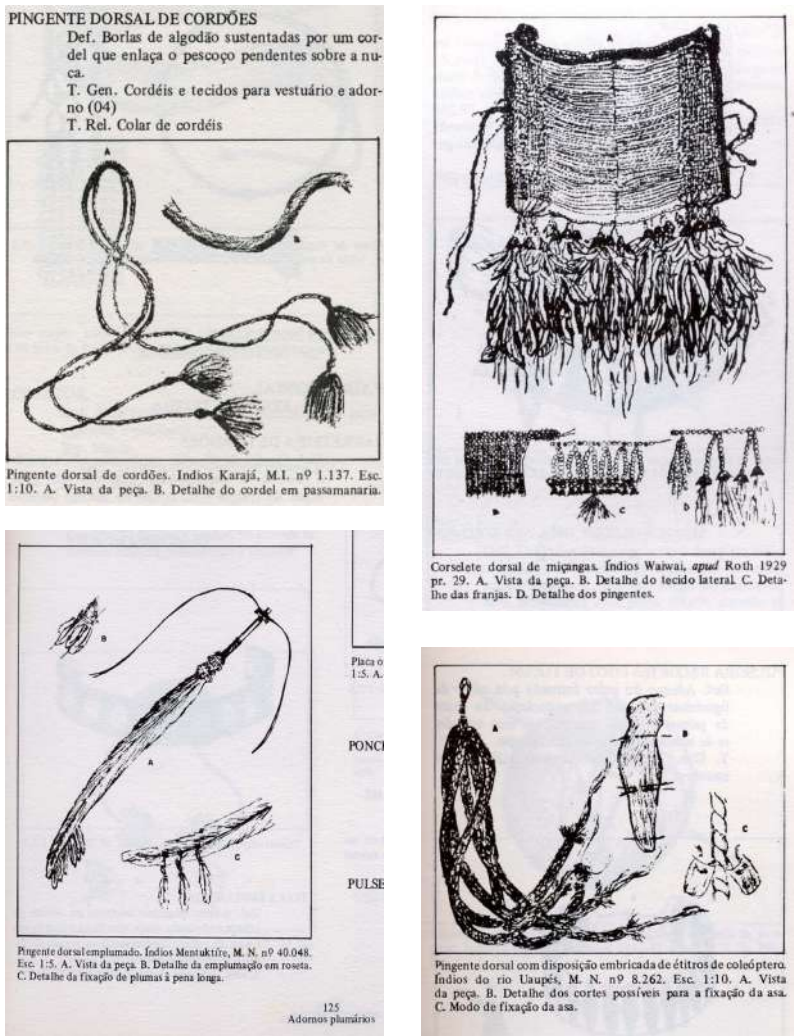 PINGENTE DORSAL DE CORDÕES
Def. Borlas de algodão sustentadas por um cor-
del que enlaça o pescoço pendentes sobre a nu-
ca.
T. Gen. Cordéis e tecidos para vestuário e ador-
no (04)
T. Rel. Colar de cordéis
A
B
Pingente dorsal de cordões. Indios Karajá, M.I. nº 1.137. Esc.
1:10. A. Vista da peça. B. Detalhe do cordel em passamanaria.
A
B
C
D
Corselete dorsal de miçangas. Índios Waiwai, apud Roth 1929
pr. 29. A. Vista da peça. B. Detalhe do tecido lateral. C. Deta-
lhe das franjas. D. Detalhe dos pingentes.
B
A
C
Placa
1:5. A.
PONCH
PULSE
Pingente dorsal emplumado. Índios Mentuktíre, M. N. nº 40.048.
Esc. 1:5. A. Vista da peça. B. Detalhe da emplumação em roseta.
C. Detalhe da fixação de plumas à pena longa.
125
Adornos plumários
A
B
C
Pingente dorsal com disposição embricada de étitros de coleóptero.
Índios do rio Uaupés, M. N. nº 8.262. Esc. 1:10. A. Vista
da peça. B. Detalhe dos cortes possíveis para a fixação da asa.
C. Modo de fixação da asa.